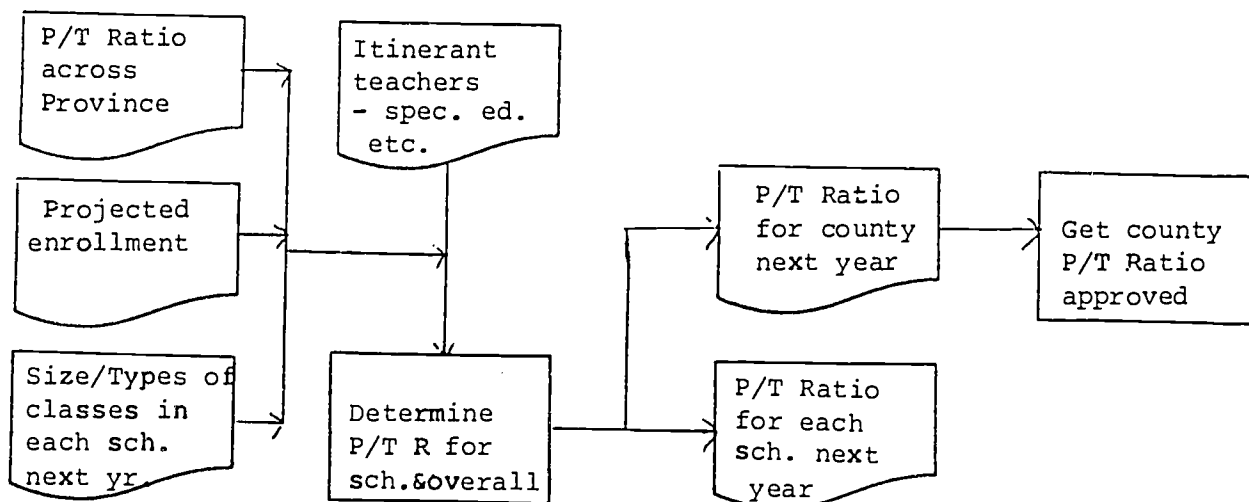 P/T Ratio
across
Province
Itinerant
teachers
- spec. ed.
etc.
Projected
enrollment
P/T Ratio
for county
next year
Get county
P/T Ratio
approved
Size/Types of
classes in
each sch.
next yr.
Determine
P/T R for
sch.&overall
P/T Ratio
for each
sch. next
year